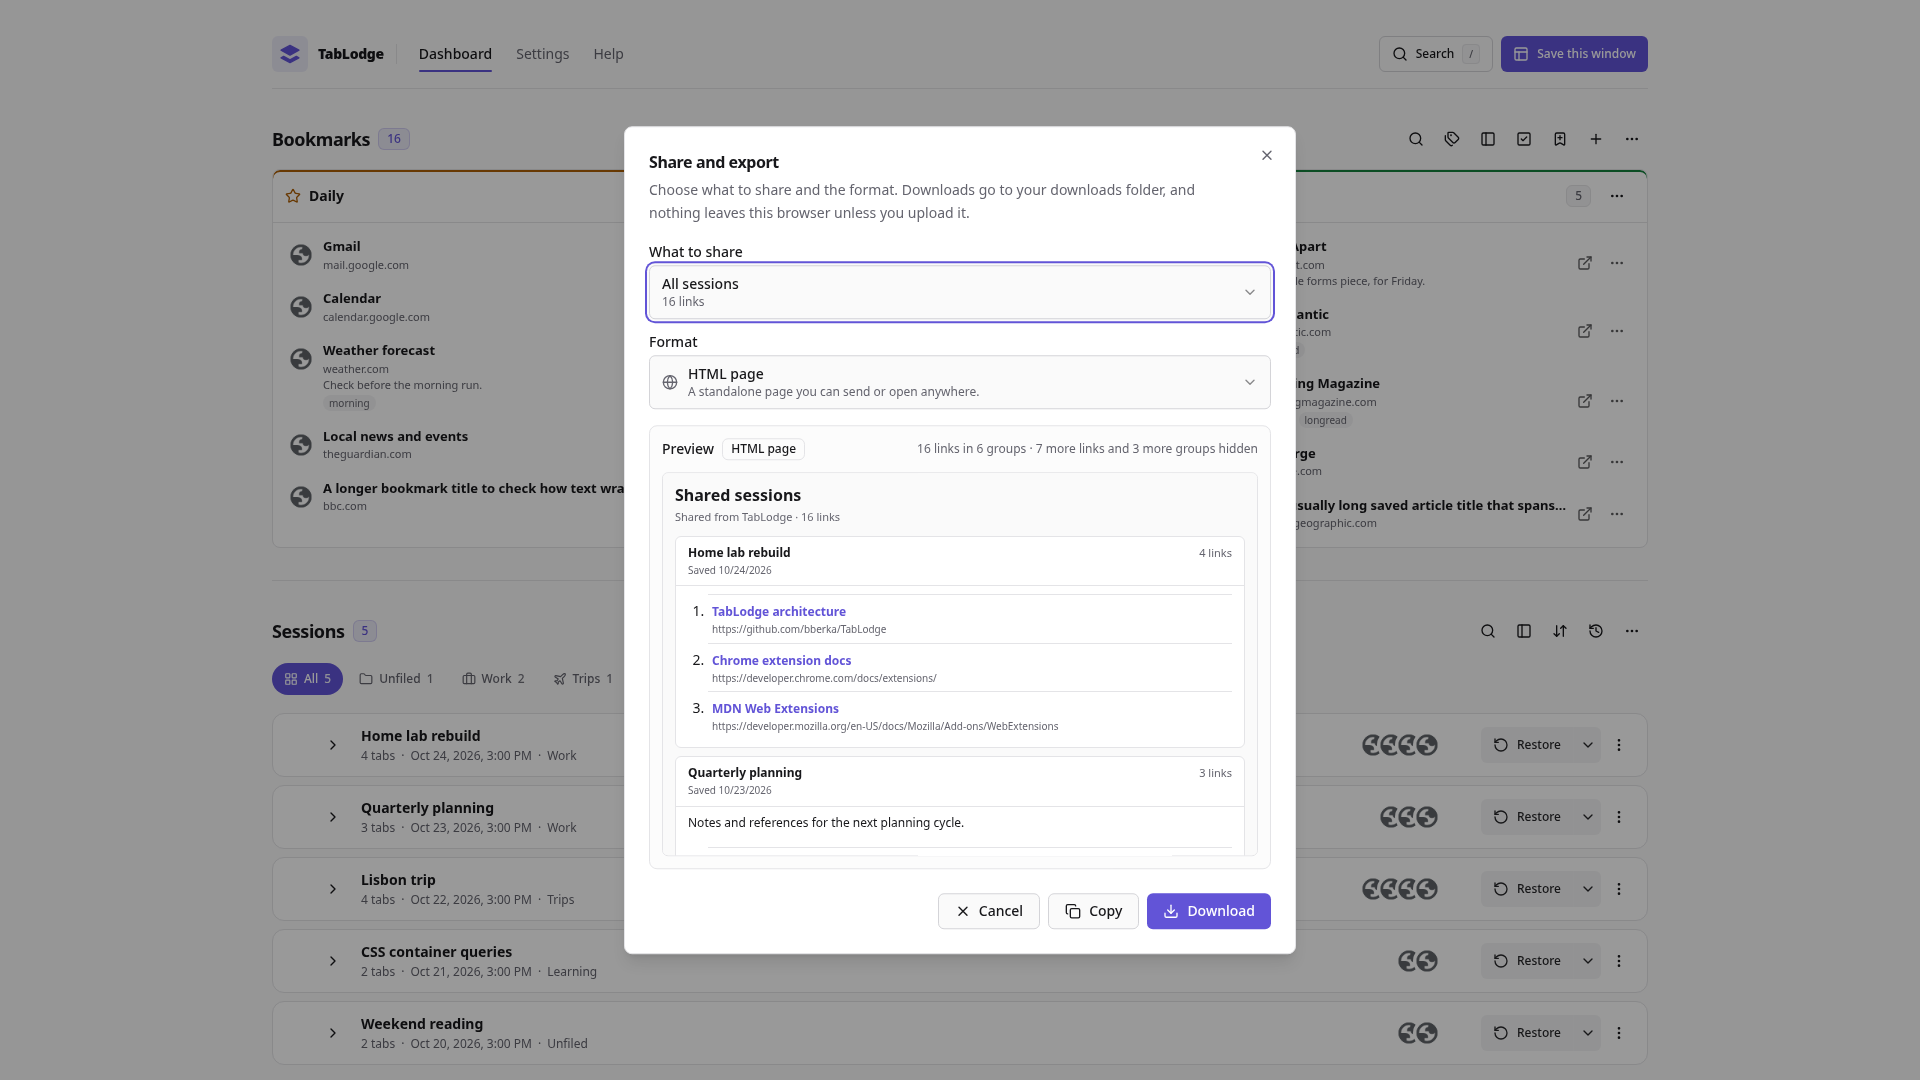 TabLodge
Dashboard
Settings
Help
Search /
Save this window
Bookmarks 16
Daily
Gmail
mail.google.com
Calendar
calendar.google.com
Weather forecast
weather.com
Check before the morning run.
morning
Local news and events
theguardian.com
A longer bookmark title to check how text wra
bbc.com
5
Apart
t.com
le forms piece, for Friday.
antic
tic.com
ng Magazine
gmagazine.com
longread
rge
.com
sually long saved article title that spans...
geographic.com
Share and export
Choose what to share and the format. Downloads go to your downloads folder, and
nothing leaves this browser unless you upload it.
What to share
All sessions
16 links
Format
HTML page
A standalone page you can send or open anywhere.
Preview HTML page 16 links in 6 groups · 7 more links and 3 more groups hidden
Shared sessions
Shared from TabLodge · 16 links
Home lab rebuild 4 links
Saved 10/24/2026
1. TabLodge architecture
https://github.com/bberka/TabLodge
2. Chrome extension docs
https://developer.chrome.com/docs/extensions/
3. MDN Web Extensions
https://developer.mozilla.org/en-US/docs/Mozilla/Add-ons/WebExtensions
Quarterly planning 3 links
Saved 10/23/2026
Notes and references for the next planning cycle.
Cancel
Copy
Download
Sessions 5
All 5
Unfiled 1
Work 2
Trips 1
Home lab rebuild
4 tabs · Oct 24, 2026, 3:00 PM · Work
Restore
Quarterly planning
3 tabs · Oct 23, 2026, 3:00 PM · Work
Restore
Lisbon trip
4 tabs · Oct 22, 2026, 3:00 PM · Trips
Restore
CSS container queries
2 tabs · Oct 21, 2026, 3:00 PM · Learning
Restore
Weekend reading
2 tabs · Oct 20, 2026, 3:00 PM · Unfiled
Restore